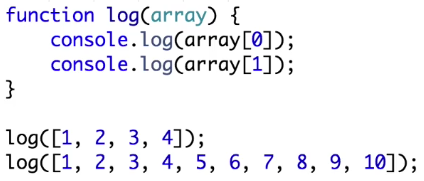 function log(array) {
    console.log(array[0]);
    console.log(array[1]);
}

log([1, 2, 3, 4]);
log([1, 2, 3, 4, 5, 6, 7, 8, 9, 10]);